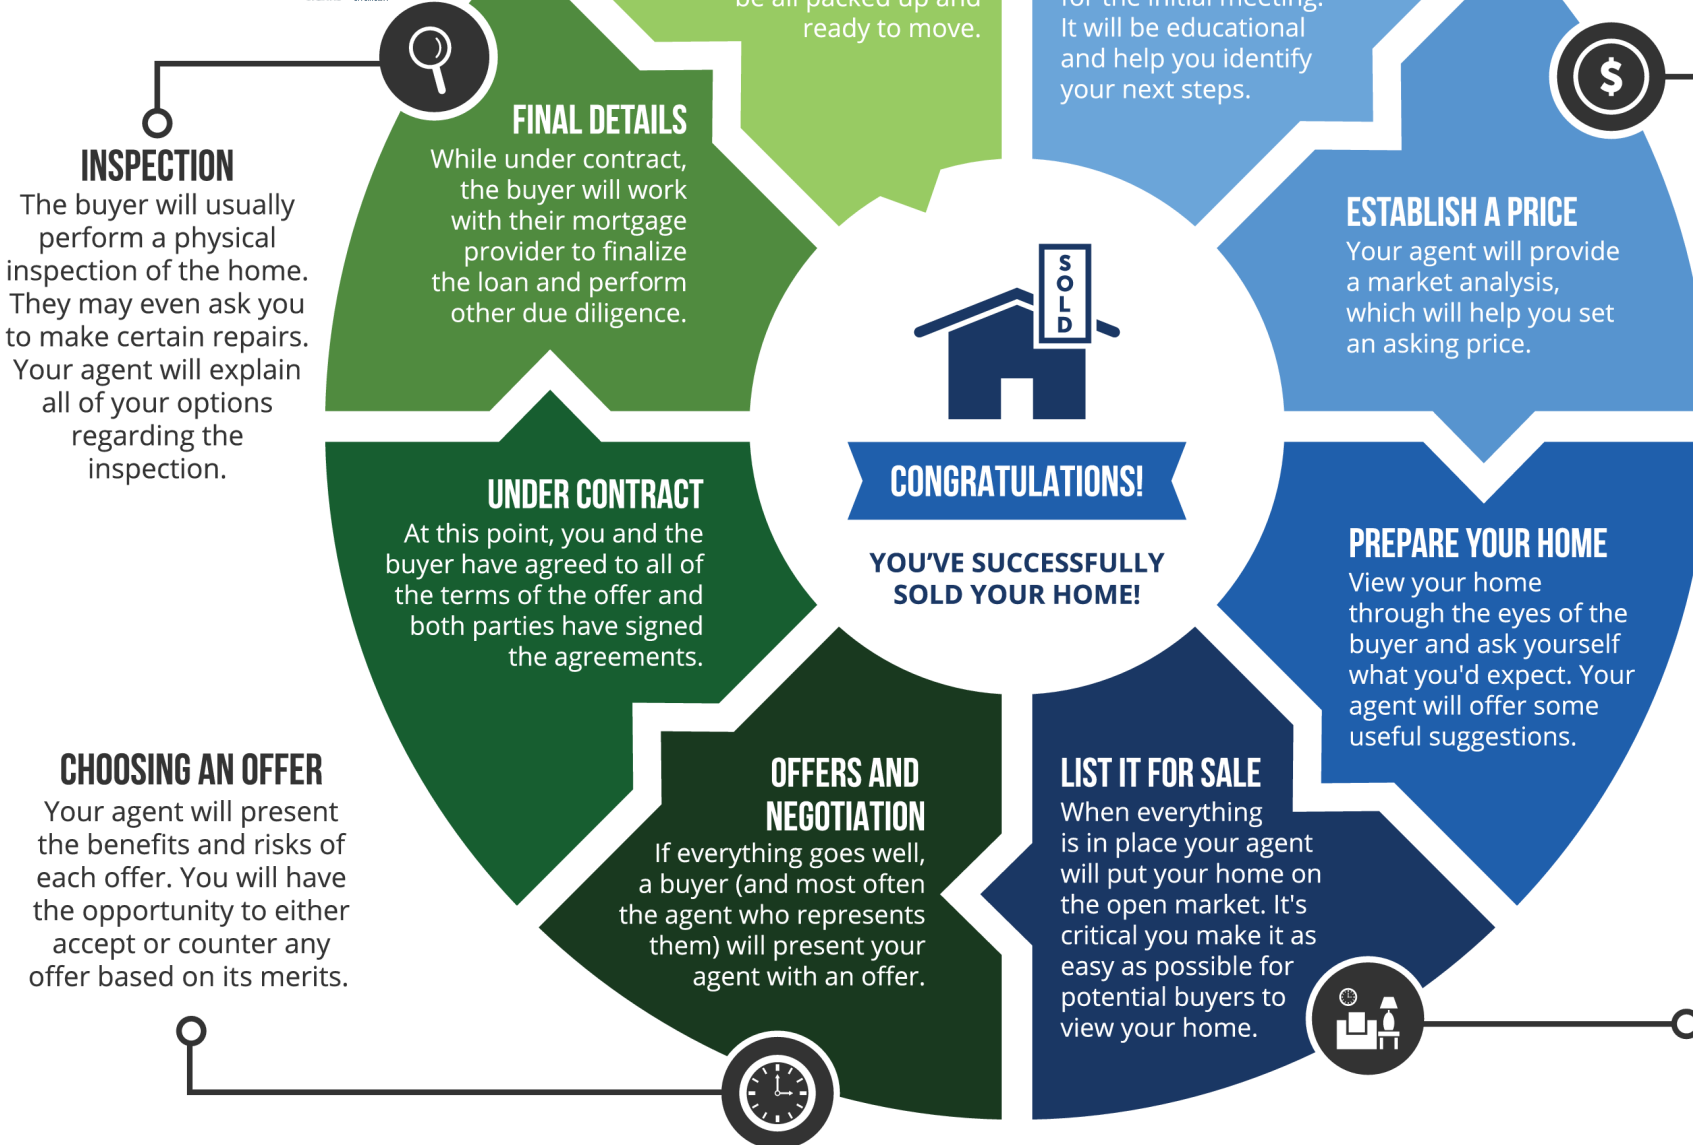 be all packed up and
ready to move.
for the initial meeting.
It will be educational
and help you identify
your next steps.
$
ESTABLISH A PRICE
Your agent will provide
a market analysis,
which will help you set
an asking price.
PREPARE YOUR HOME
View your home
through the eyes of the
buyer and ask yourself
what you'd expect. Your
agent will offer some
useful suggestions.
LIST IT FOR SALE
When everything
is in place your agent
will put your home on
the open market. It's
critical you make it as
easy as possible for
potential buyers to
view your home.
OFFERS AND
NEGOTIATION
If everything goes well,
a buyer (and most often
the agent who represents
them) will present your
agent with an offer.
CHOOSING AN OFFER
Your agent will present
the benefits and risks of
each offer. You will have
the opportunity to either
accept or counter any
offer based on its merits.
UNDER CONTRACT
At this point, you and the
buyer have agreed to all of
the terms of the offer and
both parties have signed
the agreements.
FINAL DETAILS
While under contract,
the buyer will work
with their mortgage
provider to finalize
the loan and perform
other due diligence.
INSPECTION
The buyer will usually
perform a physical
inspection of the home.
They may even ask you
to make certain repairs.
Your agent will explain
all of your options
regarding the
inspection.
SOLD
CONGRATULATIONS!
YOU'VE SUCCESSFULLY
SOLD YOUR HOME!